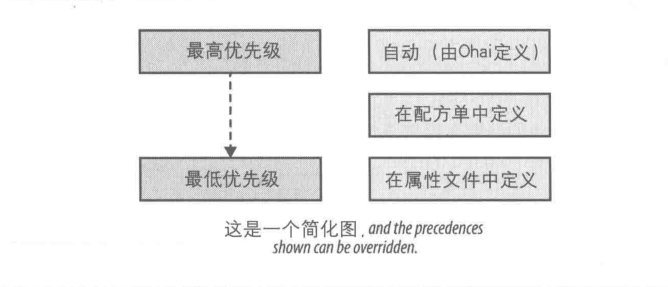 最高优先级
自动（由Ohai定义）
在配方单中定义
最低优先级
在属性文件中定义
这是一个简化图，and the precedences
shown can be overridden.